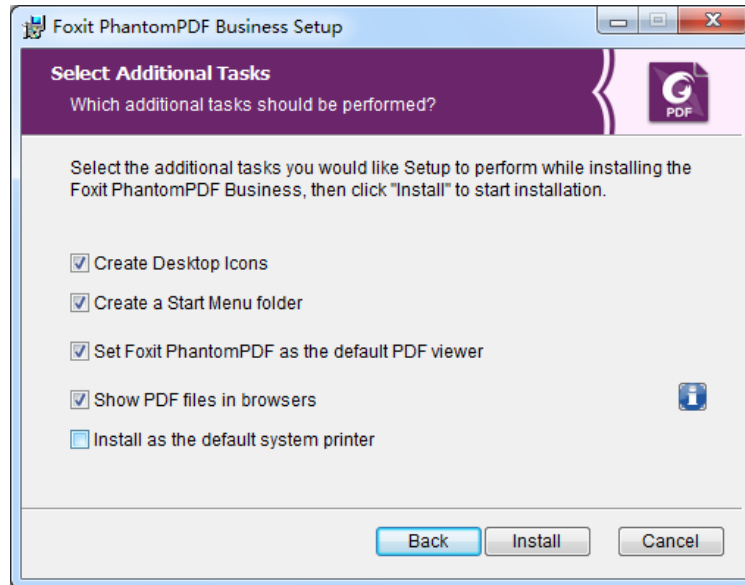 Foxit PhantomPDF Business Setup
Select Additional Tasks
Which additional tasks should be performed?
PDF
Select the additional tasks you would like Setup to perform while installing the
Foxit PhantomPDF Business, then click "Install" to start installation.
Create Desktop Icons
Create a Start Menu folder
Set Foxit PhantomPDF as the default PDF viewer
Show PDF files in browsers
Install as the default system printer
Back Install Cancel